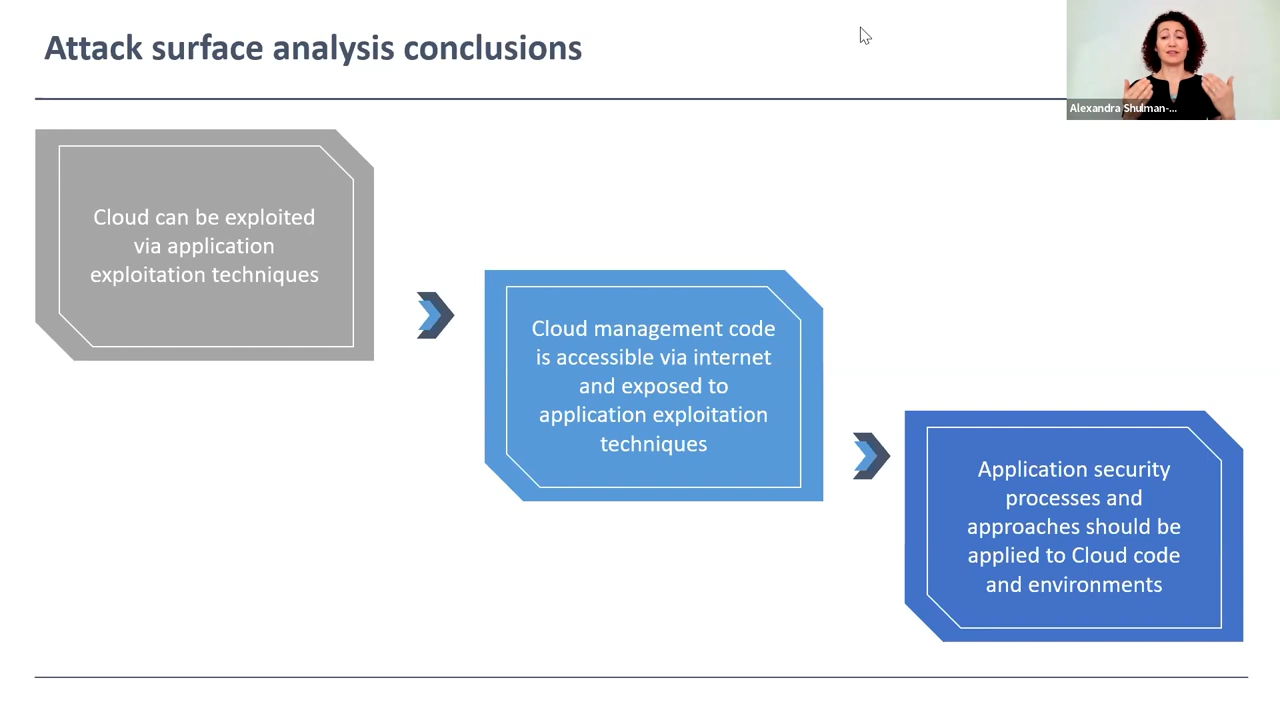 Attack surface analysis conclusions
Alexandra Shulman-...
Cloud can be exploited
via application
exploitation techniques
Cloud management code
is accessible via internet
and exposed to
application exploitation
techniques
Application security
processes and
approaches should be
applied to Cloud code
and environments